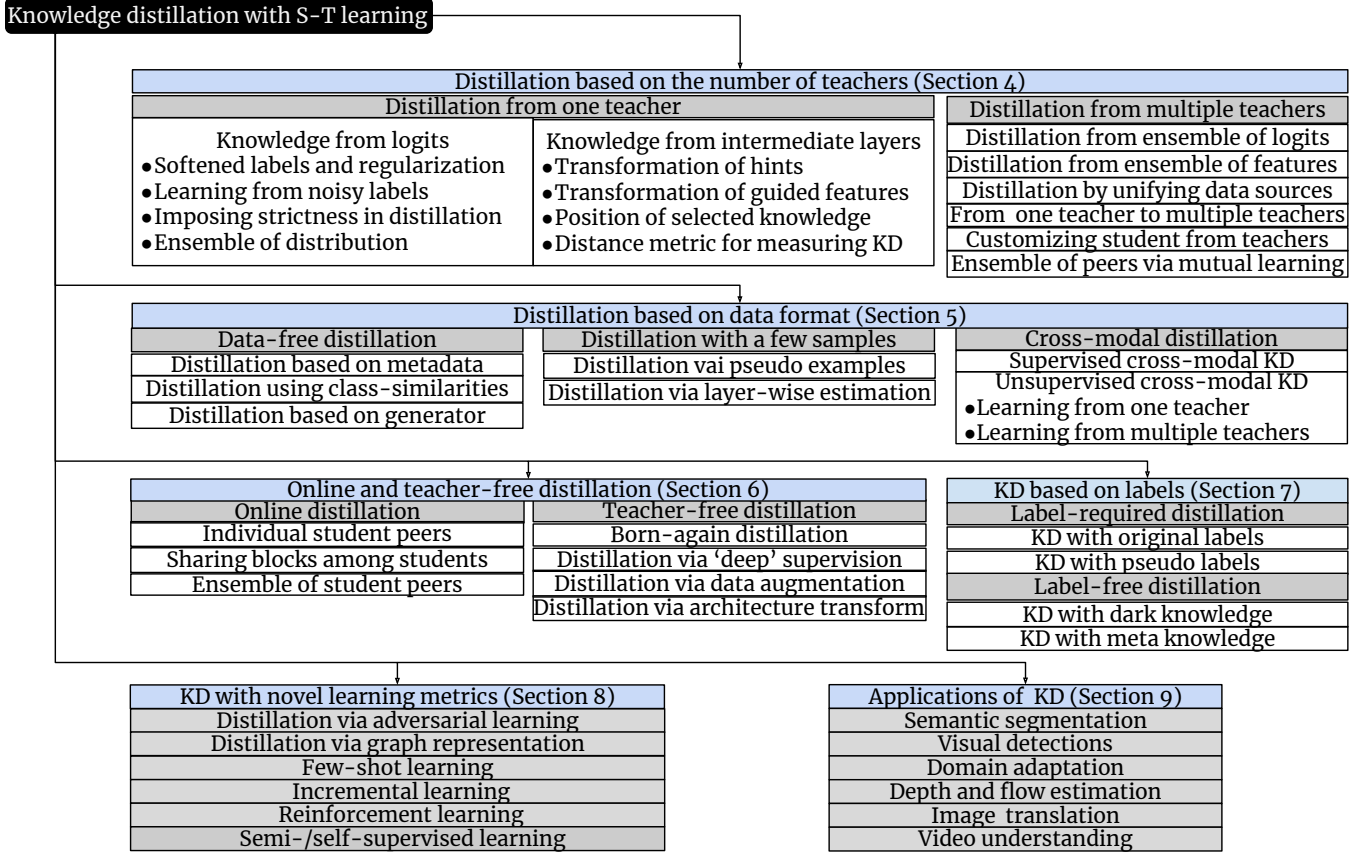 Knowledge distillation with S-T learning
Distillation based on the number of teachers (Section 4)
Distillation from one teacher
Knowledge from logits
●Softened labels and regularization
●Learning from noisy labels
●Imposing strictness in distillation
●Ensemble of distribution
Knowledge from intermediate layers
●Transformation of hints
●Transformation of guided features
●Position of selected knowledge
●Distance metric for measuring KD
Distillation from multiple teachers
Distillation from ensemble of logits
Distillation from ensemble of features
Distillation by unifying data sources
From one teacher to multiple teachers
Customizing student from teachers
Ensemble of peers via mutual learning
Distillation based on data format (Section 5)
Data-free distillation
Distillation based on metadata
Distillation using class-similarities
Distillation based on generator
Distillation with a few samples
Distillation vai pseudo examples
Distillation via layer-wise estimation
Cross-modal distillation
Supervised cross-modal KD
Unsupervised cross-modal KD
●Learning from one teacher
●Learning from multiple teachers
Online and teacher-free distillation (Section 6)
Online distillation
Individual student peers
Sharing blocks among students
Ensemble of student peers
Teacher-free distillation
Born-again distillation
Distillation via ‘deep’ supervision
Distillation via data augmentation
Distillation via architecture transform
KD based on labels (Section 7)
Label-required distillation
KD with original labels
KD with pseudo labels
Label-free distillation
KD with dark knowledge
KD with meta knowledge
KD with novel learning metrics (Section 8)
Distillation via adversarial learning
Distillation via graph representation
Few-shot learning
Incremental learning
Reinforcement learning
Semi-/self-supervised learning
Applications of KD (Section 9)
Semantic segmentation
Visual detections
Domain adaptation
Depth and flow estimation
Image translation
Video understanding